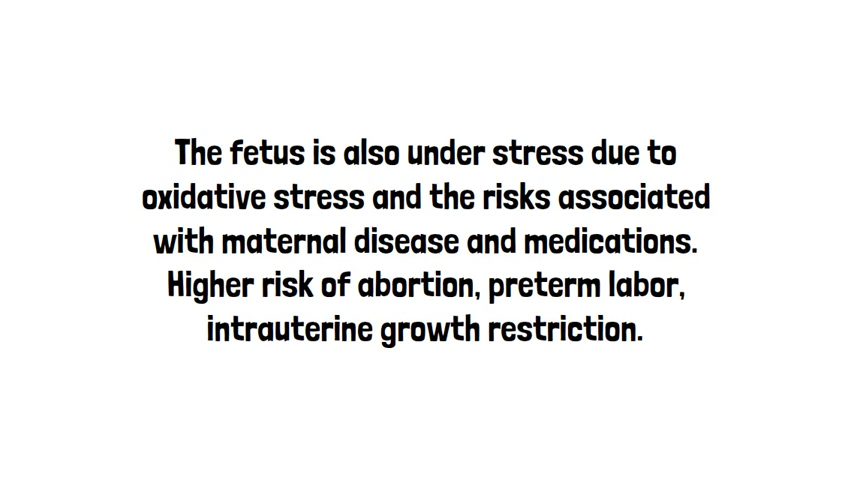 The fetus is also under stress due to
oxidative stress and the risks associated
with maternal disease and medications.
Higher risk of abortion, preterm labor,
intrauterine growth restriction.